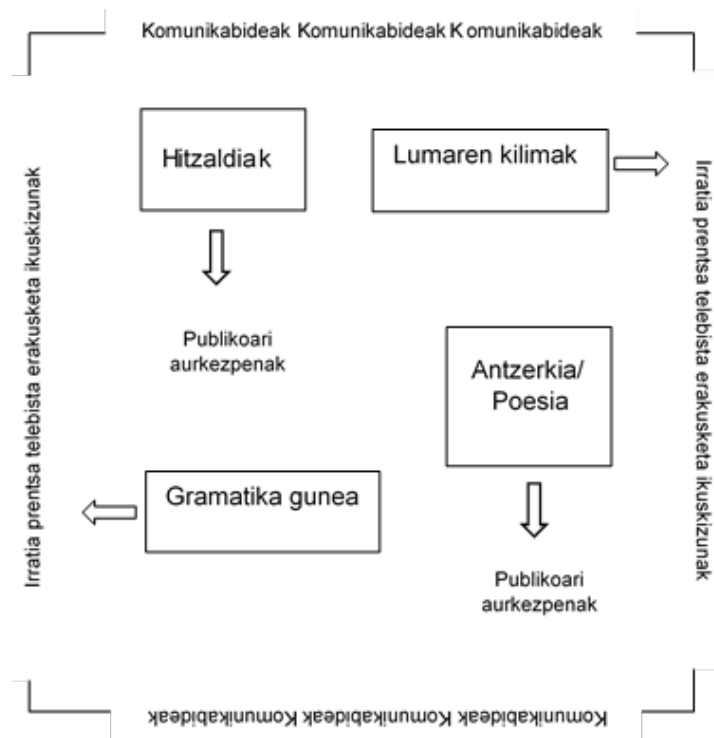 Komunikabideak Komunikabideak Komunikabideak
Hitzaldiak
Lumaren kilimak
Irratia prentsa telebista erakusketa ikuskizunak
Irratia prentsa telebista erakusketa ikuskizunak
Publikoari
aurkezpenak
Antzerkia/
Poesia
Gramatika gunea
Publikoari
aurkezpenak
Komunikabideak Komunikabideak Komunikabideak